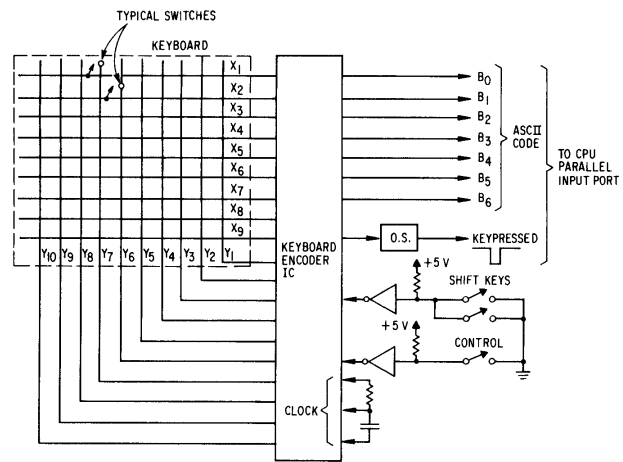 TYPICAL SWITCHES
KEYBOARD
X1
X2
X3
X4
X5
X6
X7
X8
X9
Y10 Y9 Y8 Y7 Y6 Y5 Y4 Y3 Y2 Y1
KEYBOARD
ENCODER
IC
B0
B1
B2
B3
B4
B5
B6
ASCII
CODE
TO CPU
PARALLEL
INPUT PORT
O.S.
KEYPRESSED
+5 V
SHIFT KEYS
+5 V
CONTROL
CLOCK